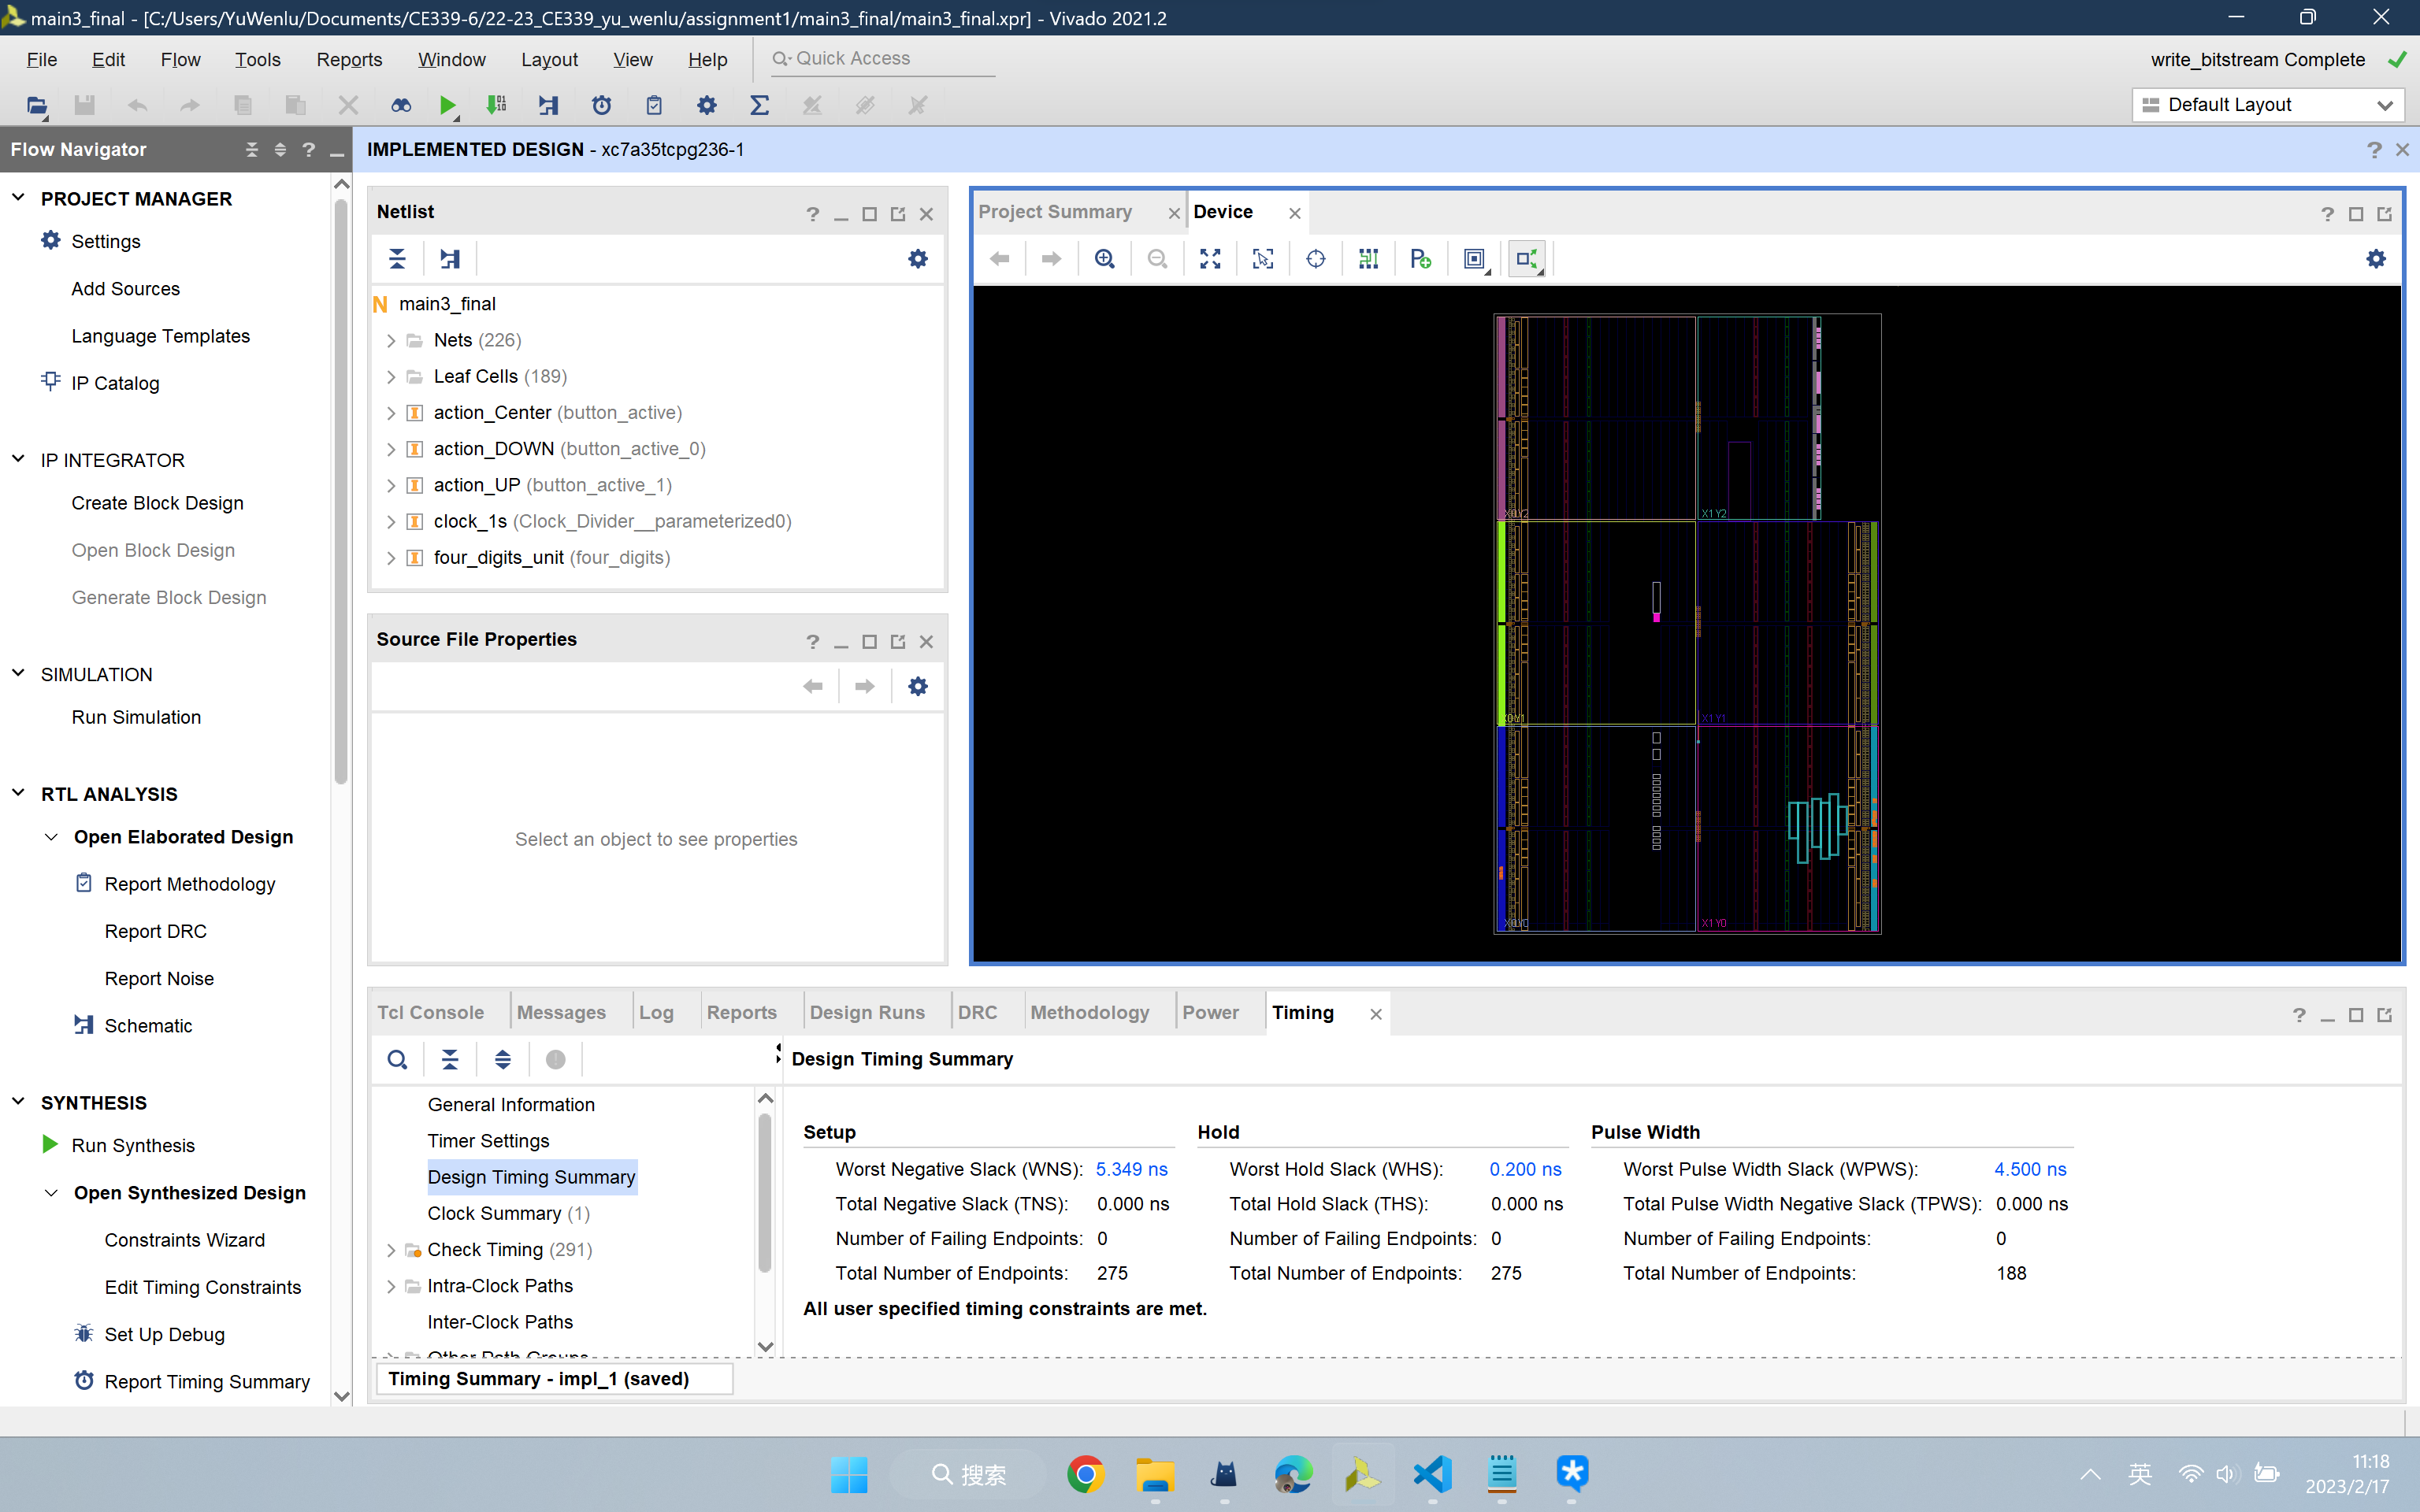 main3_final - [C:/Users/YuWenlu/Documents/CE339-6/22-23_CE339_yu_wenlu/assignment1/main3_final/main3_final.xpr] - Vivado 2021.2
File Edit Flow Tools Reports Window Layout View Help Quick Access
write_bitstream Complete
Default Layout
Flow Navigator
PROJECT MANAGER
Settings
Add Sources
Language Templates
IP Catalog
IP INTEGRATOR
Create Block Design
Open Block Design
Generate Block Design
SIMULATION
Run Simulation
RTL ANALYSIS
Open Elaborated Design
Report Methodology
Report DRC
Report Noise
Schematic
SYNTHESIS
Run Synthesis
Open Synthesized Design
Constraints Wizard
Edit Timing Constraints
Set Up Debug
Report Timing Summary
IMPLEMENTED DESIGN - xc7a35tcpg236-1
Netlist
main3_final
Nets (226)
Leaf Cells (189)
action_Center (button_active)
action_DOWN (button_active_0)
action_UP (button_active_1)
clock_1s (Clock_Divider__parameterized0)
four_digits_unit (four_digits)
Source File Properties
Select an object to see properties
Project Summary
Device
X0Y2
X1Y2
X0Y1
X1Y1
X0Y0
X1Y0
Tcl Console Messages Log Reports Design Runs DRC Methodology Power Timing
General Information
Timer Settings
Design Timing Summary
Clock Summary (1)
Check Timing (291)
Intra-Clock Paths
Inter-Clock Paths
Other Path Groups
Design Timing Summary
Setup
Worst Negative Slack (WNS): 5.349 ns
Total Negative Slack (TNS): 0.000 ns
Number of Failing Endpoints: 0
Total Number of Endpoints: 275
Hold
Worst Hold Slack (WHS): 0.200 ns
Total Hold Slack (THS): 0.000 ns
Number of Failing Endpoints: 0
Total Number of Endpoints: 275
Pulse Width
Worst Pulse Width Slack (WPWS): 4.500 ns
Total Pulse Width Negative Slack (TPWS): 0.000 ns
Number of Failing Endpoints: 0
Total Number of Endpoints: 188
All user specified timing constraints are met.
Timing Summary - impl_1 (saved)
搜索
英
11:18
2023/2/17